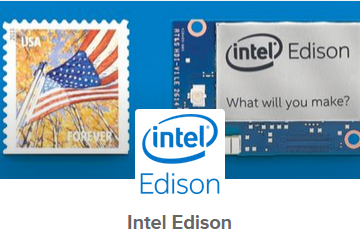 USA
FOREVER
intel Edison
What will you make?
intel
Edison
Intel Edison